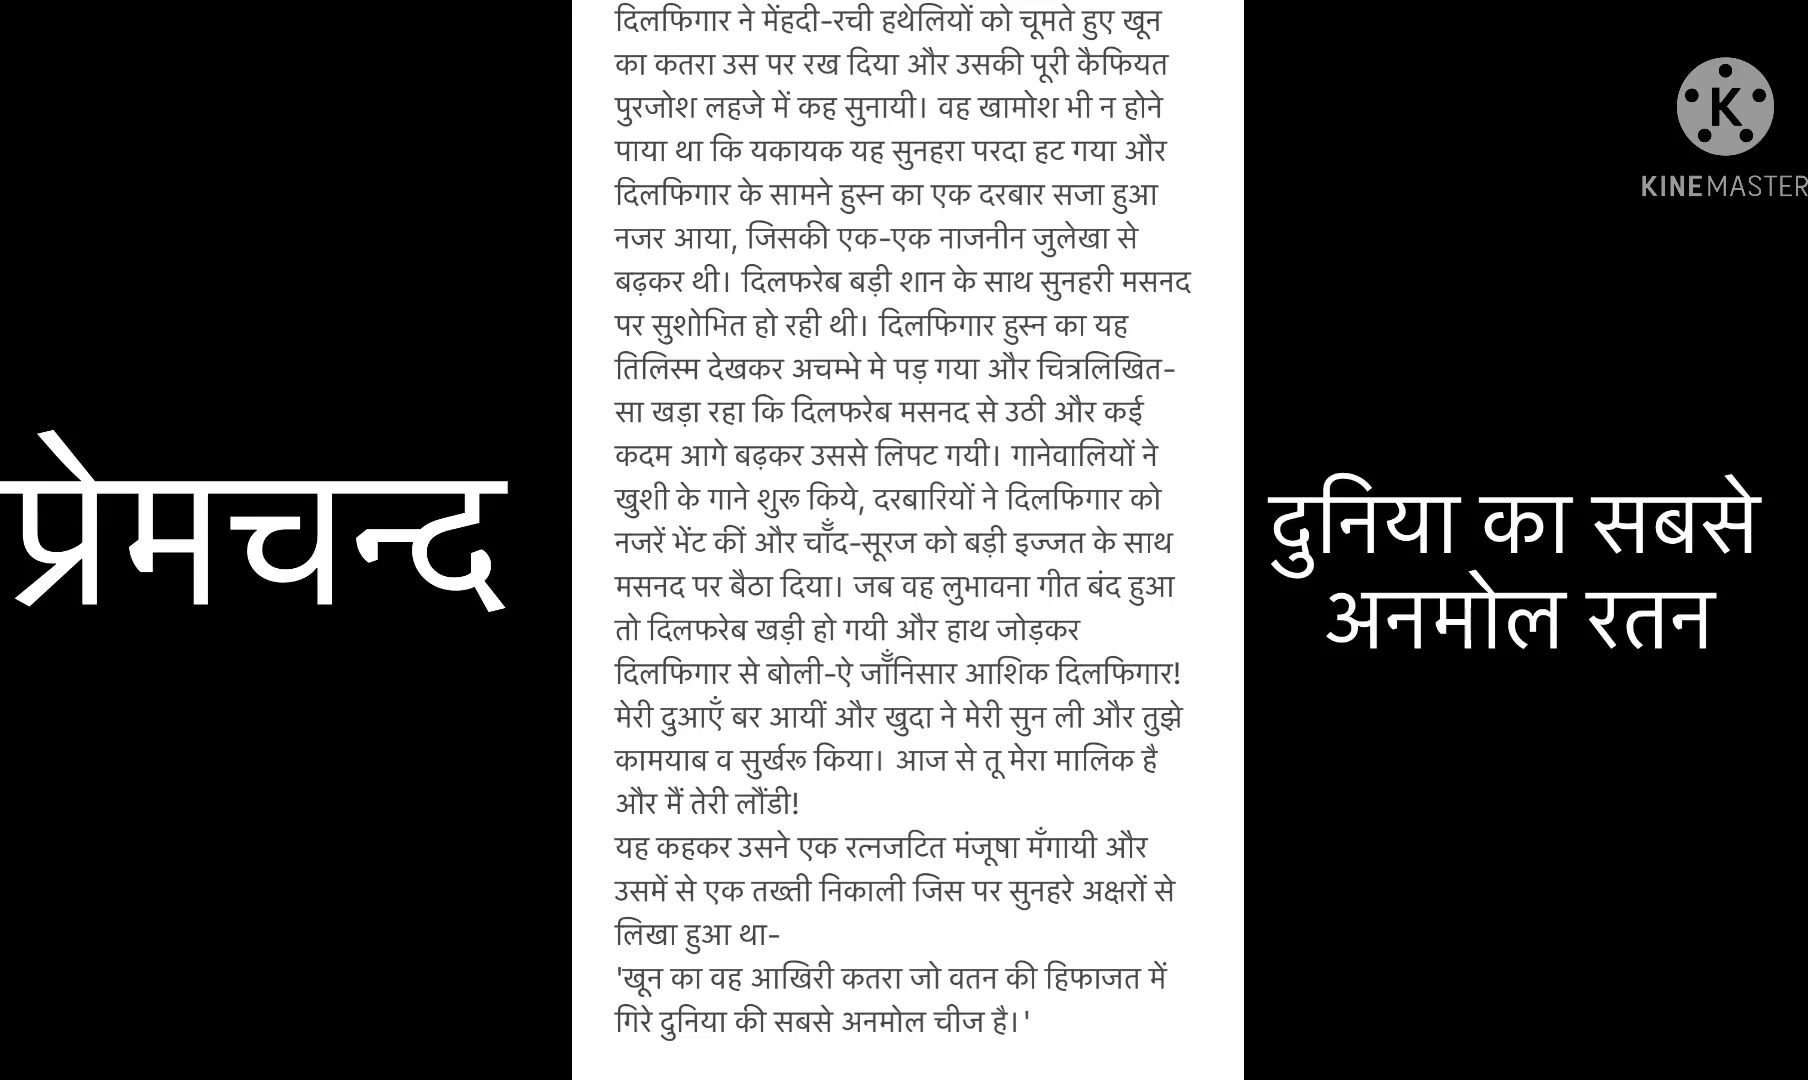 प्रेमचन्द
दिलफिगार ने मेंहदी-रची हथेलियों को चूमते हुए खून
का कतरा उस पर रख दिया और उसकी पूरी कैफियत
पुरजोश लहजे में कह सुनायी। वह खामोश भी न होने
पाया था कि यकायक यह सुनहरा परदा हट गया और
दिलफिगार के सामने हुस्न का एक दरबार सजा हुआ
नजर आया, जिसकी एक-एक नाजनीन जुलेखा से
बढ़कर थी। दिलफरेब बड़ी शान के साथ सुनहरी मसनद
पर सुशोभित हो रही थी। दिलफिगार हुस्न का यह
तिलिस्म देखकर अचम्भे मे पड़ गया और चित्रलिखित-
सा खड़ा रहा कि दिलफरेब मसनद से उठी और कई
कदम आगे बढ़कर उससे लिपट गयी। गानेवालियों ने
खुशी के गाने शुरू किये, दरबारियों ने दिलफिगार को
नजरें भेंट कीं और चॉँद-सूरज को बड़ी इज्जत के साथ
मसनद पर बैठा दिया। जब वह लुभावना गीत बंद हुआ
तो दिलफरेब खड़ी हो गयी और हाथ जोड़कर
दिलफिगार से बोली-ऐ जॉँनिसार आशिक दिलफिगार!
मेरी दुआएँ बर आयीं और खुदा ने मेरी सुन ली और तुझे
कामयाब व सुर्खरू किया। आज से तू मेरा मालिक है
और मैं तेरी लौंडी!
यह कहकर उसने एक रत्नजटित मंजूषा मँगायी और
उसमें से एक तख्ती निकाली जिस पर सुनहरे अक्षरों से
लिखा हुआ था-
'खून का वह आखिरी कतरा जो वतन की हिफाजत में
गिरे दुनिया की सबसे अनमोल चीज है।'
K
KINEMASTER
दुनिया का सबसे
अनमोल रतन